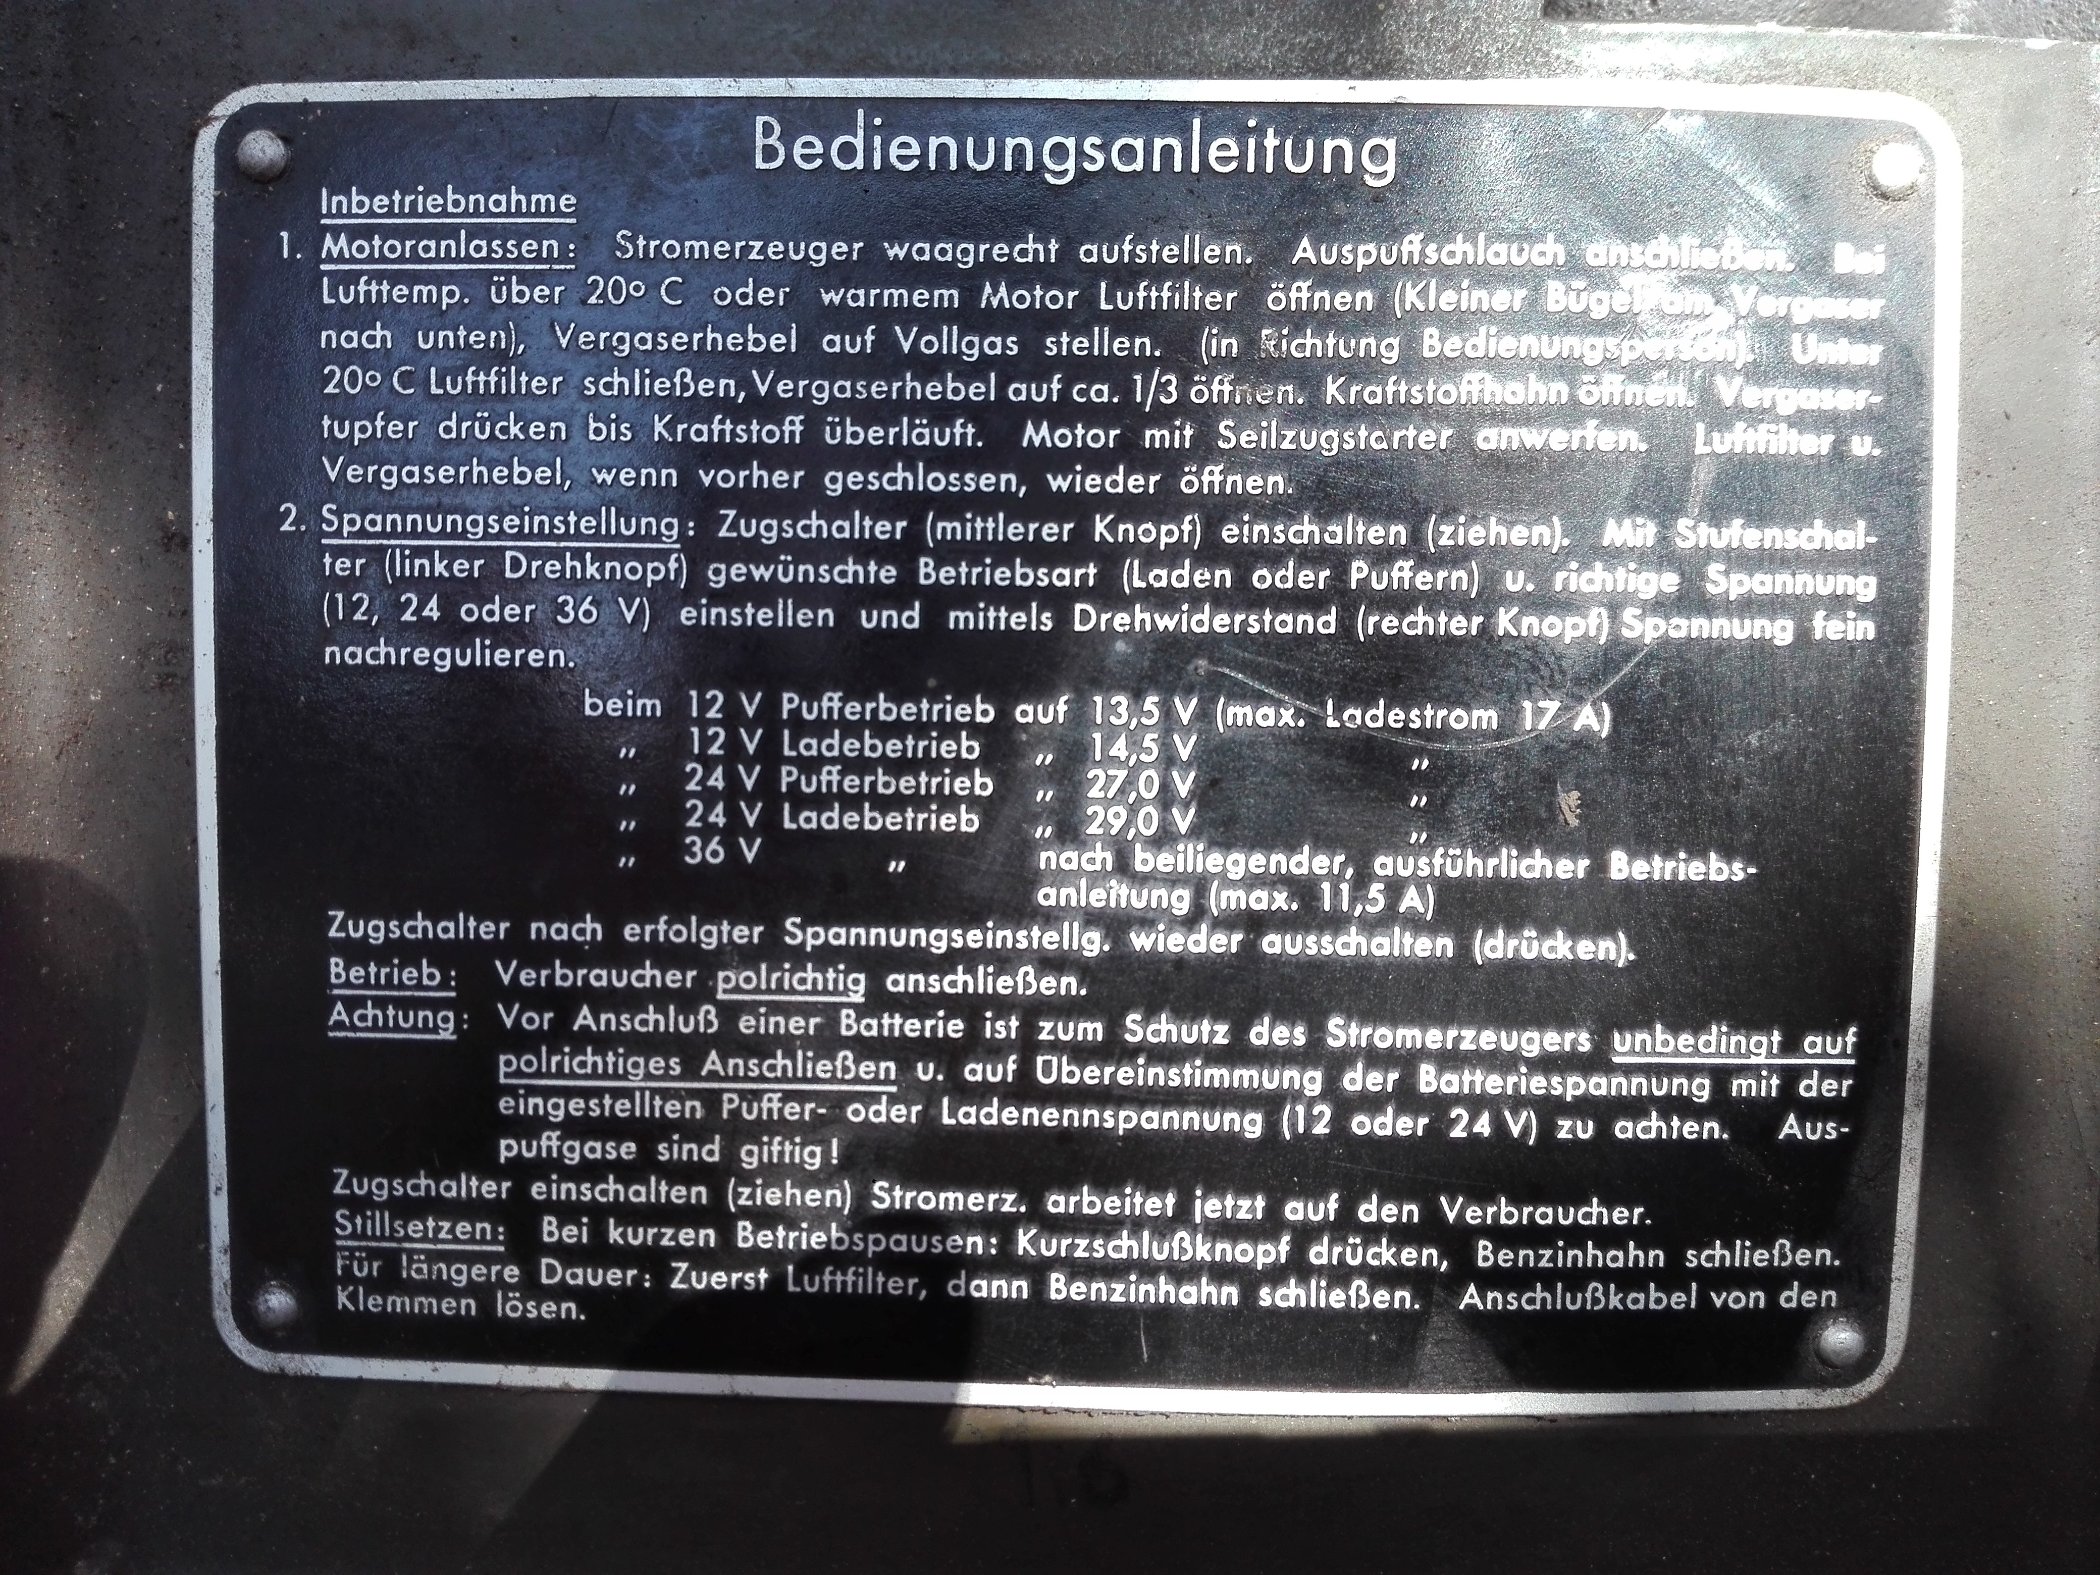 Bedienungsanleitung
Inbetriebnahme
1. Motoranlassen: Stromerzeuger waagrecht aufstellen. Auspuffschlauch anschließen. Bei
Lufttemp. über 20° C oder warmem Motor Luftfilter öffnen (Kleiner Bügel am Vergaser
nach unten), Vergaserhebel auf Vollgas stellen. (in Richtung Bedienungsperson). Unter
20° C Luftfilter schließen, Vergaserhebel auf ca. 1/3 öffnen. Kraftstoffhahn öffnen. Vergaser-
tupfer drücken bis Kraftstoff überläuft. Motor mit Seilzugstarter anwerfen. Luftfilter u.
Vergaserhebel, wenn vorher geschlossen, wieder öffnen.
2. Spannungseinstellung: Zugschalter (mittlerer Knopf) einschalten (ziehen). Mit Stufenschal-
ter (linker Drehknopf) gewünschte Betriebsart (Laden oder Puffern) u. richtige Spannung
(12, 24 oder 36 V) einstellen und mittels Drehwiderstand (rechter Knopf) Spannung fein
nachregulieren.
beim 12 V Pufferbetrieb auf 13,5 V (max. Ladestrom 17 A)
„ 12 V Ladebetrieb „ 14,5 V „
„ 24 V Pufferbetrieb „ 27,0 V „
„ 24 V Ladebetrieb „ 29,0 V „
„ 36 V „ nach beiliegender, ausführlicher Betriebs-
anleitung (max. 11,5 A)
Zugschalter nach erfolgter Spannungseinstellg. wieder ausschalten (drücken).
Betrieb: Verbraucher polrichtig anschließen.
Achtung: Vor Anschluß einer Batterie ist zum Schutz des Stromerzeugers unbedingt auf
polrichtiges Anschließen u. auf Übereinstimmung der Batteriespannung mit der
eingestellten Puffer- oder Ladenennspannung (12 oder 24 V) zu achten. Aus-
puffgase sind giftig!
Zugschalter einschalten (ziehen) Stromerz. arbeitet jetzt auf den Verbraucher.
Stillsetzen: Bei kurzen Betriebspausen: Kurzschlußknopf drücken, Benzinhahn schließen.
Für längere Dauer: Zuerst Luftfilter, dann Benzinhahn schließen. Anschlußkabel von den
Klemmen lösen.